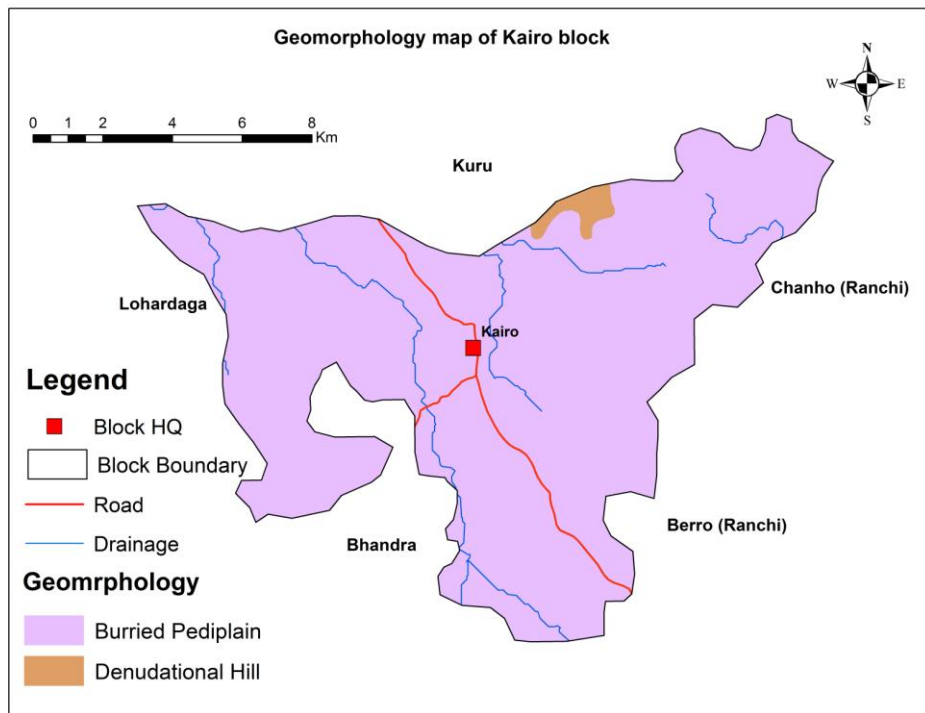 Geomorphology map of Kairo block
N
W E
S
0 1 2 4 6 8
Km
Kuru
Chanho (Ranchi)
Lohardaga
Kairo
Legend
Block HQ
Block Boundary
Road
Drainage
Berro (Ranchi)
Bhandra
Geomrphology
Burried Pediplain
Denudational Hill